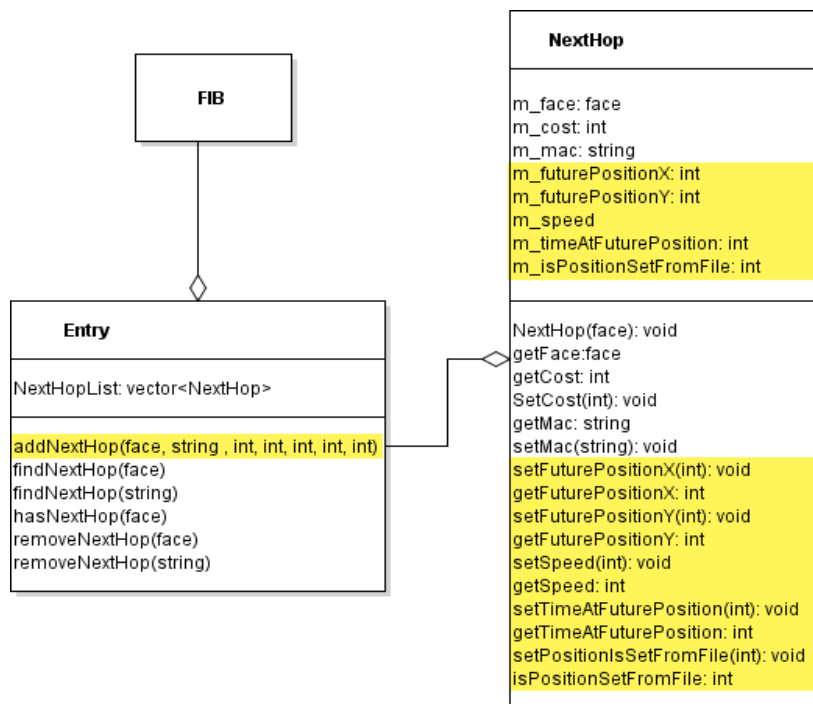 FIB
Entry
NextHopList: vector<NextHop>
addNextHop(face, string , int, int, int, int, int)
findNextHop(face)
findNextHop(string)
hasNextHop(face)
removeNextHop(face)
removeNextHop(string)
NextHop
m_face: face
m_cost: int
m_mac: string
m_futurePositionX: int
m_futurePositionY: int
m_speed
m_timeAtFuturePosition: int
m_isPositionSetFromFile: int
NextHop(face): void
getFace:face
getCost: int
SetCost(int): void
getMac: string
setMac(string): void
setFuturePositionX(int): void
getFuturePositionX: int
setFuturePositionY(int): void
getFuturePositionY: int
setSpeed(int): void
getSpeed: int
setTimeAtFuturePosition(int): void
getTimeAtFuturePosition: int
setPositionIsSetFromFile(int): void
isPositionSetFromFile: int